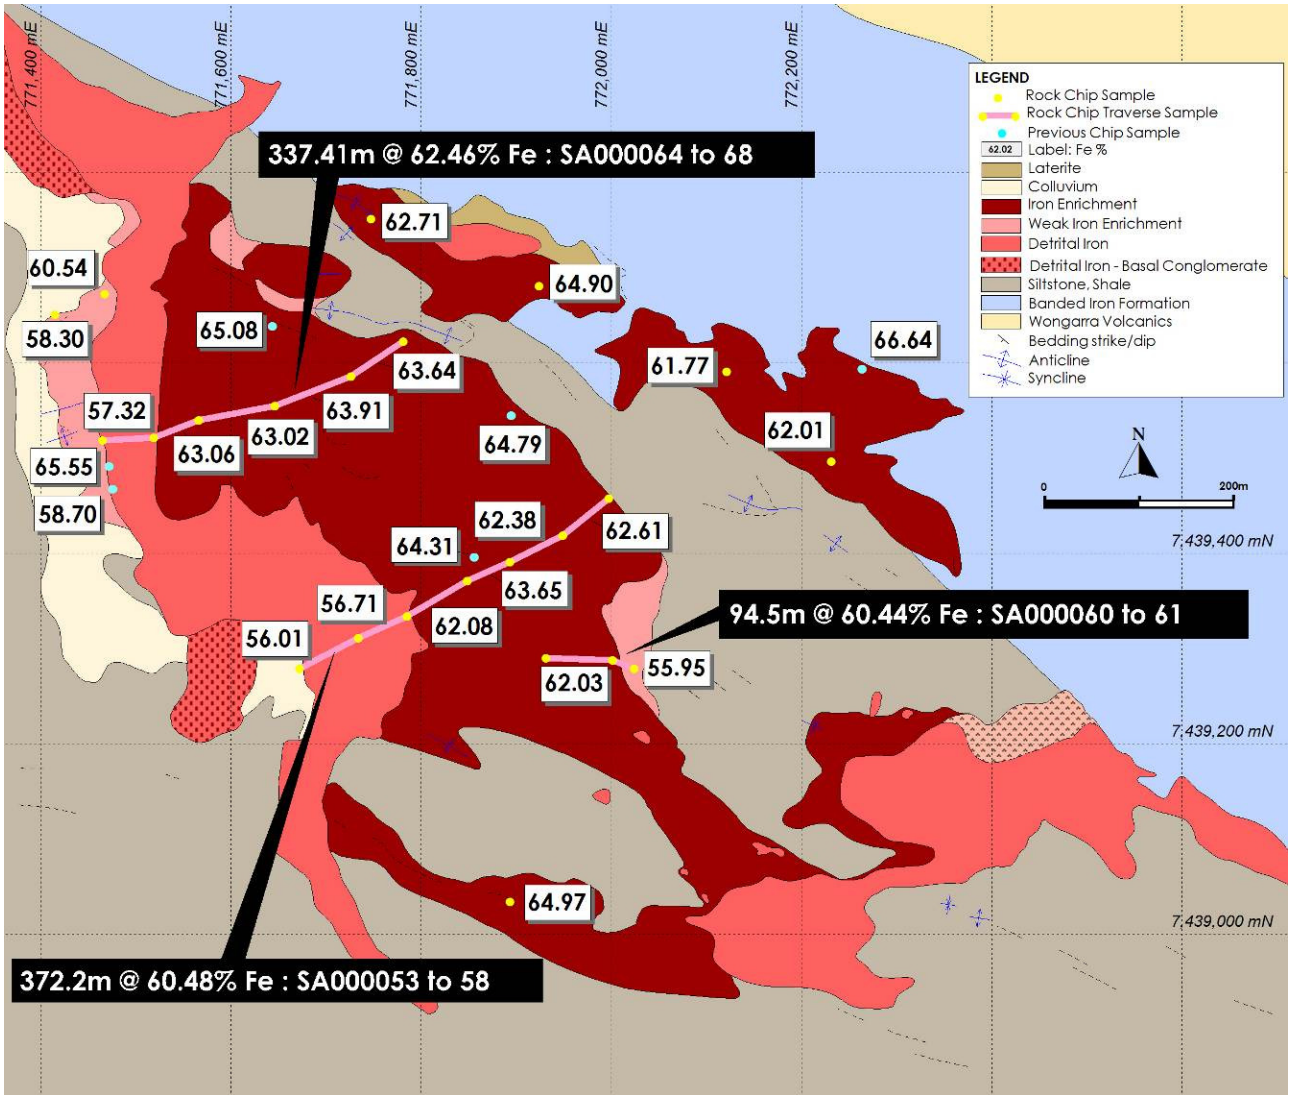 771,400 mE
771,600 mE
771,800 mE
772,000 mE
772,200 mE
LEGEND
Rock Chip Sample
Rock Chip Traverse Sample
Previous Chip Sample
62.02 Label: Fe %
Laterite
Colluvium
Iron Enrichment
Weak Iron Enrichment
Detrital Iron
Detrital Iron - Basal Conglomerate
Siltstone, Shale
Banded Iron Formation
Wongarra Volcanics
Bedding strike/dip
Anticline
Syncline
337.41m @ 62.46% Fe : SA000064 to 68
62.71
60.54
64.90
58.30
65.08
66.64
63.64
61.77
57.32
63.91
63.02
63.06
64.79
62.01
N
65.55
0 200m
58.70
62.38
62.61
64.31
7,439,400 mN
63.65
56.71
62.08
94.5m @ 60.44% Fe : SA000060 to 61
56.01
62.03
55.95
7,439,200 mN
64.97
7,439,000 mN
372.2m @ 60.48% Fe : SA000053 to 58